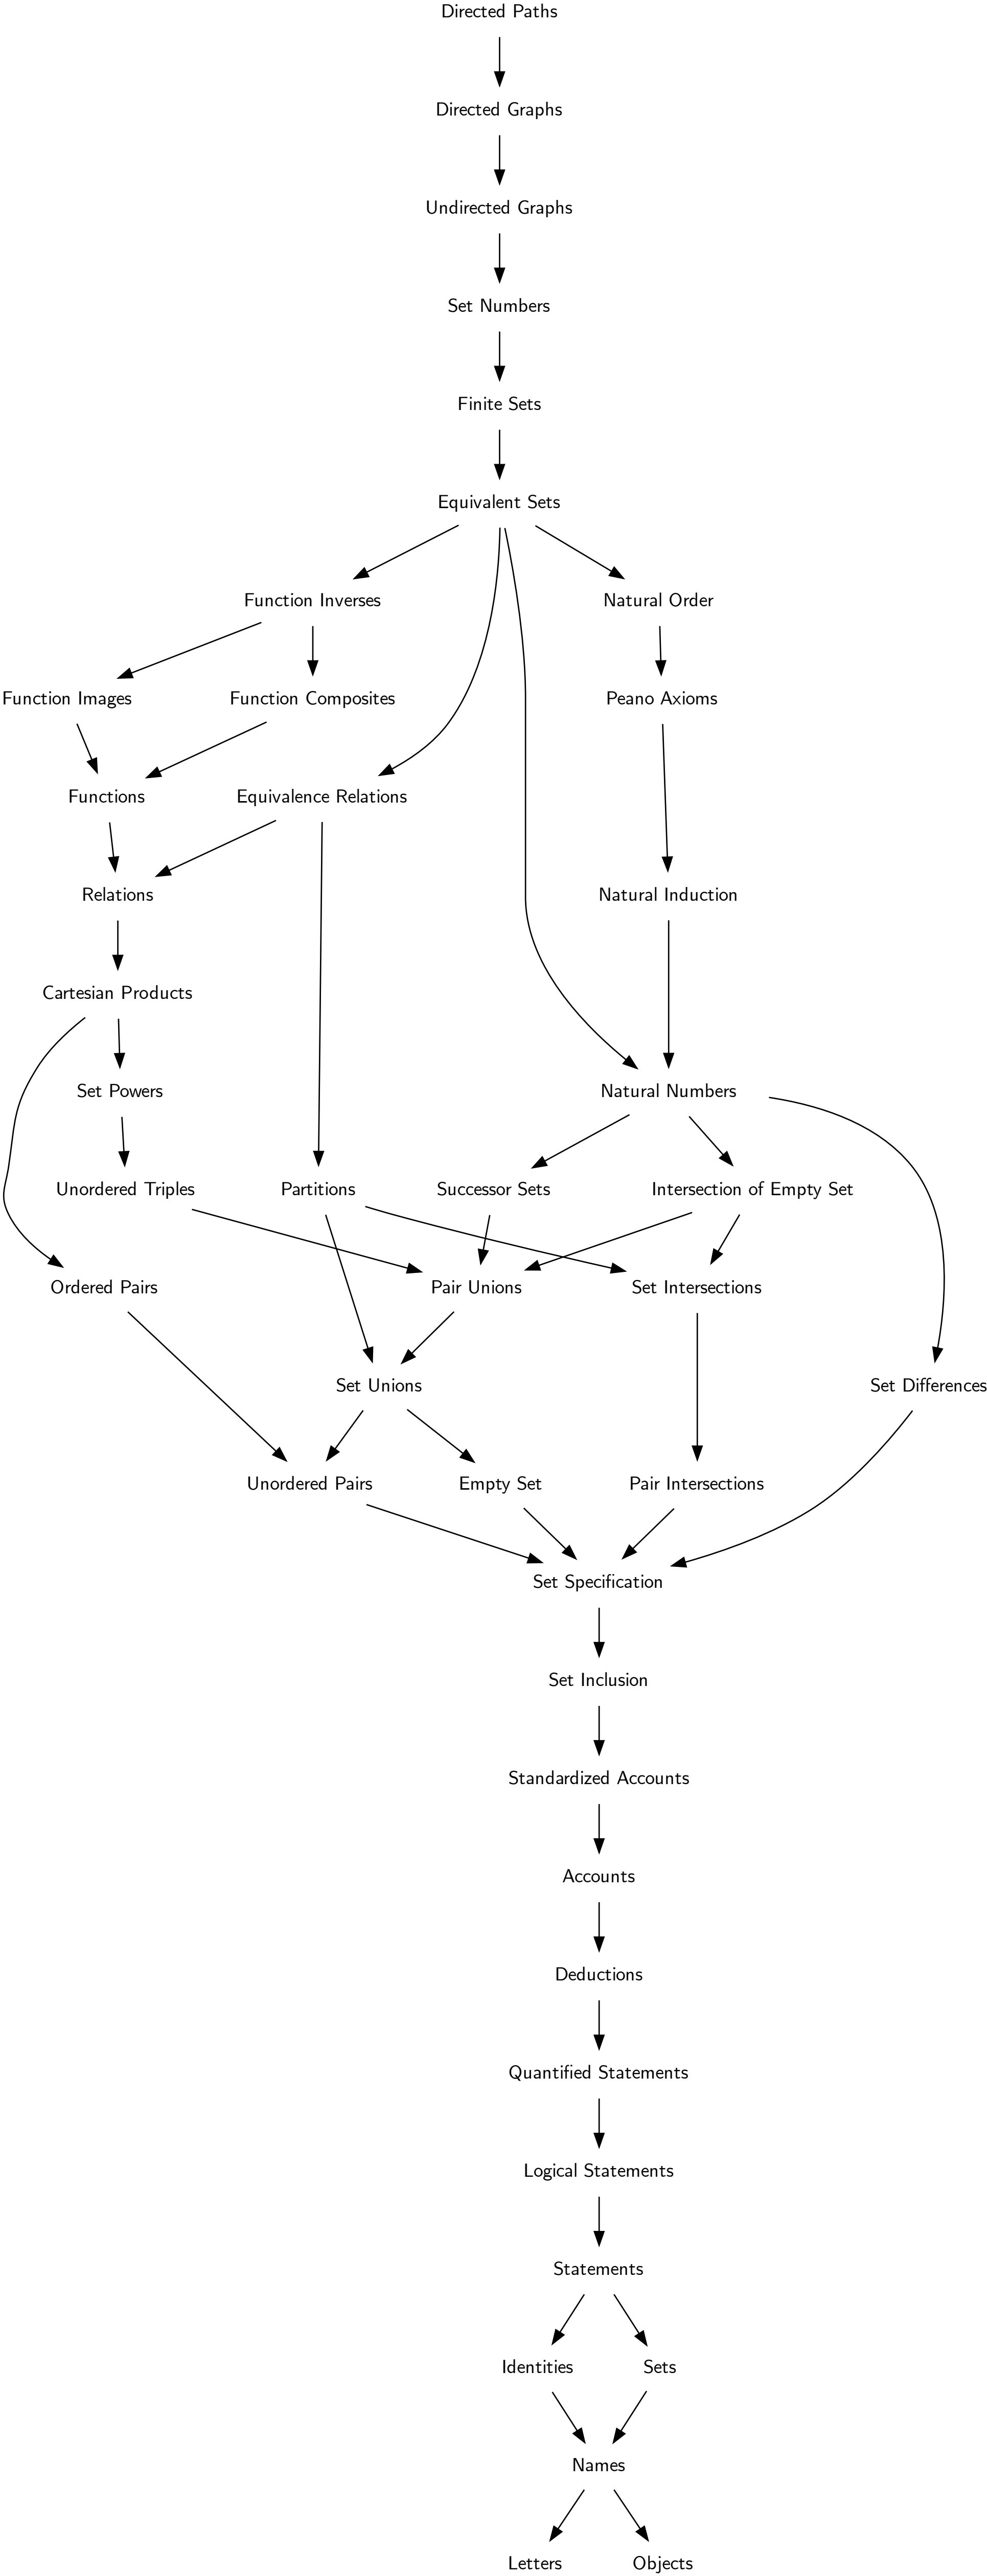 Directed Paths
Directed Graphs
Undirected Graphs
Set Numbers
Finite Sets
Equivalent Sets
Function Inverses
Natural Order
Function Images
Function Composites
Peano Axioms
Functions
Equivalence Relations
Relations
Natural Induction
Cartesian Products
Set Powers
Natural Numbers
Unordered Triples
Partitions
Successor Sets
Intersection of Empty Set
Ordered Pairs
Pair Unions
Set Intersections
Set Unions
Set Differences
Unordered Pairs
Empty Set
Pair Intersections
Set Specification
Set Inclusion
Standardized Accounts
Accounts
Deductions
Quantified Statements
Logical Statements
Statements
Identities
Sets
Names
Letters
Objects